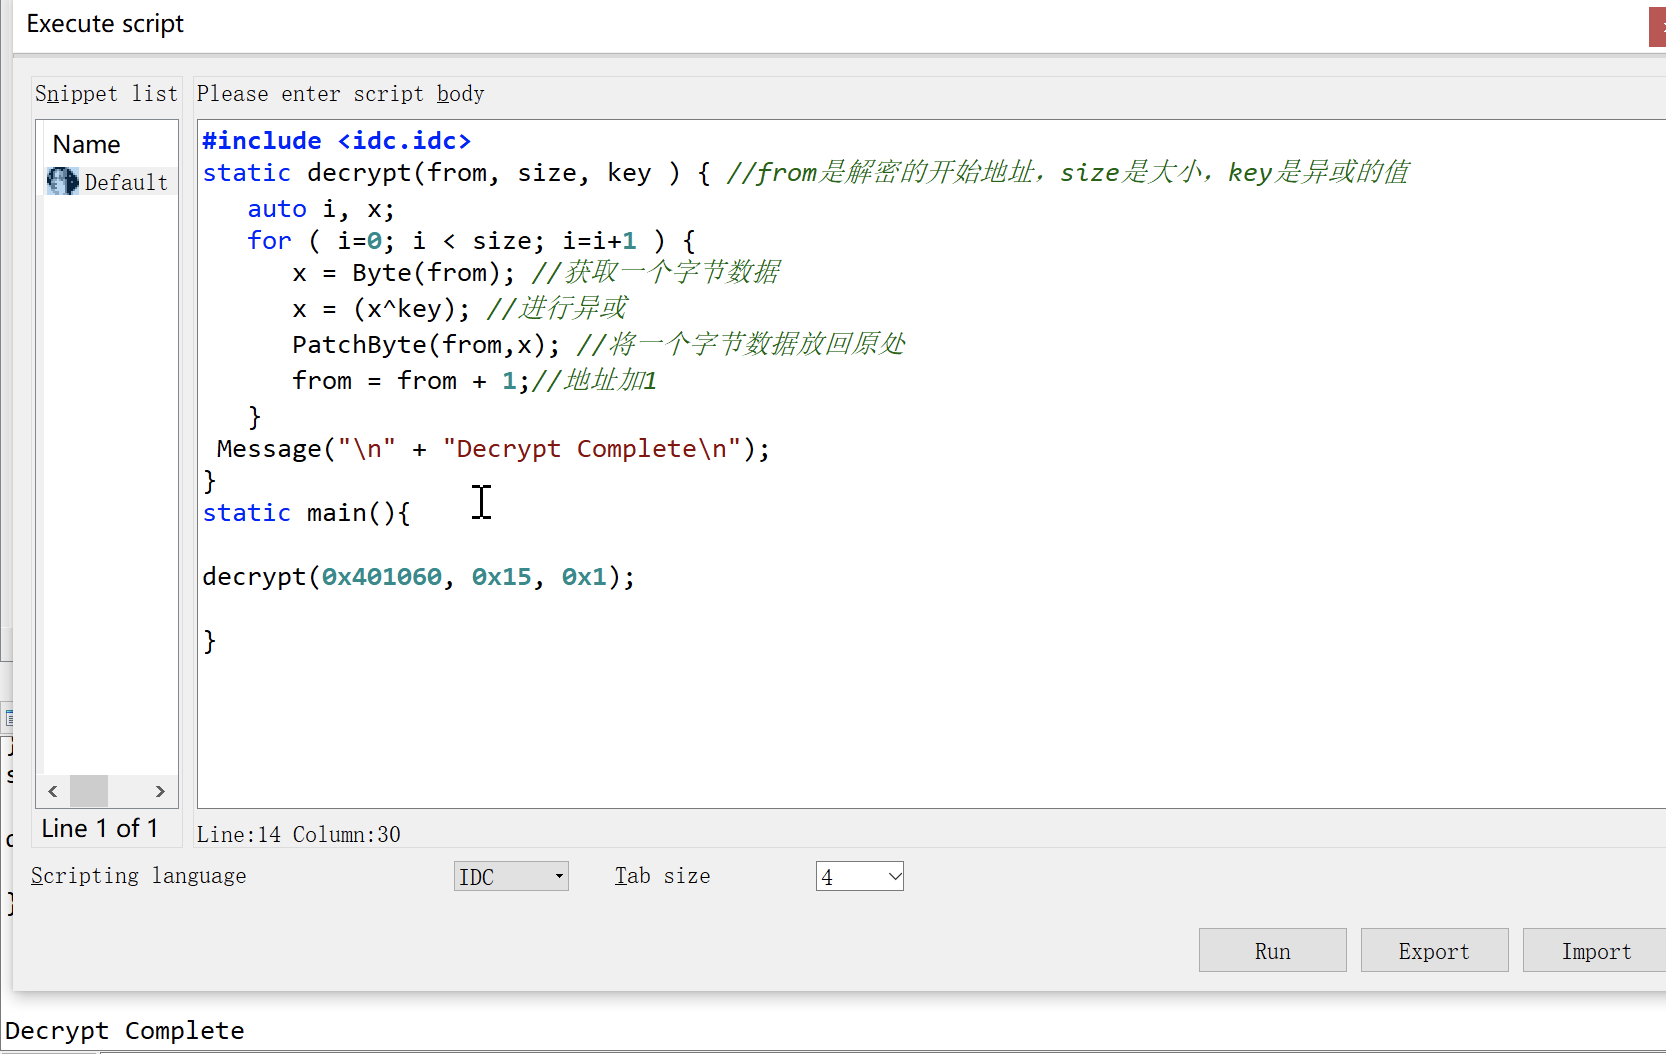 Execute script
Snippet list
Please enter script body
Name
Default
#include <idc.idc>
static decrypt(from, size, key ) { //from是解密的开始地址，size是大小，key是异或的值
auto i, x;
for ( i=0; i < size; i=i+1 ) {
x = Byte(from); //获取一个字节数据
x = (x^key); //进行异或
PatchByte(from,x); //将一个字节数据放回原处
from = from + 1;//地址加1
}
Message("\n" + "Decrypt Complete\n");
}
static main(){
decrypt(0x401060, 0x15, 0x1);
}
Line 1 of 1
Line:14 Column:30
Scripting language
IDC
Tab size
4
Run
Export
Import
Decrypt Complete